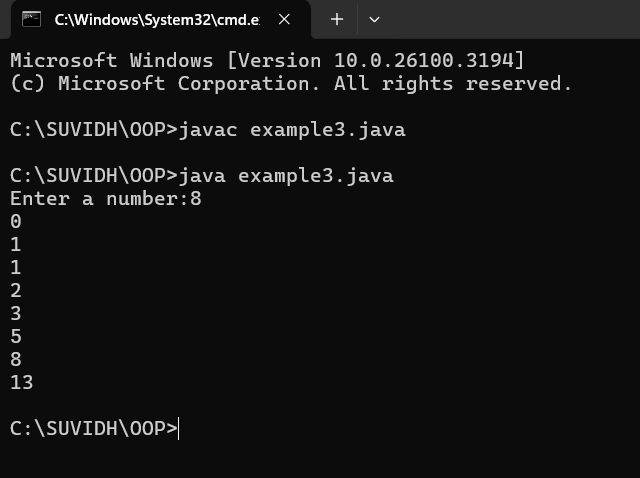 C:\Windows\System32\cmd.e
Microsoft Windows [Version 10.0.26100.3194]
(c) Microsoft Corporation. All rights reserved.
C:\SUVIDH\OOP>javac example3.java
C:\SUVIDH\OOP>java example3.java
Enter a number:8
0
1
1
2
3
5
8
13
C:\SUVIDH\OOP>